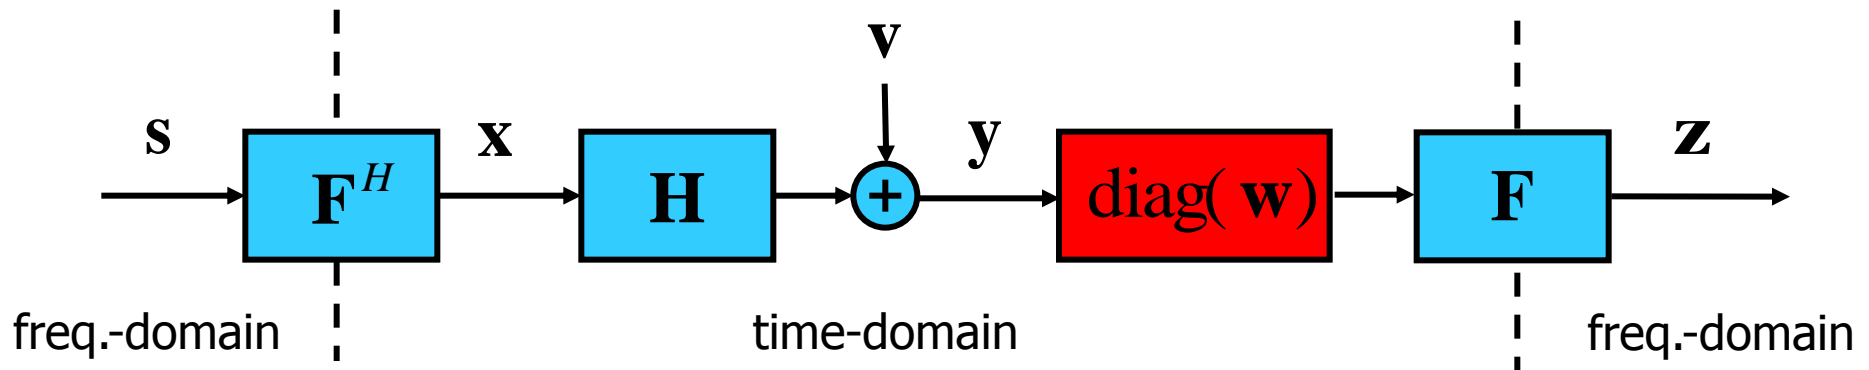 v
s
F^H
x
H
+
y
diag(w)
F
z
freq.-domain
time-domain
freq.-domain